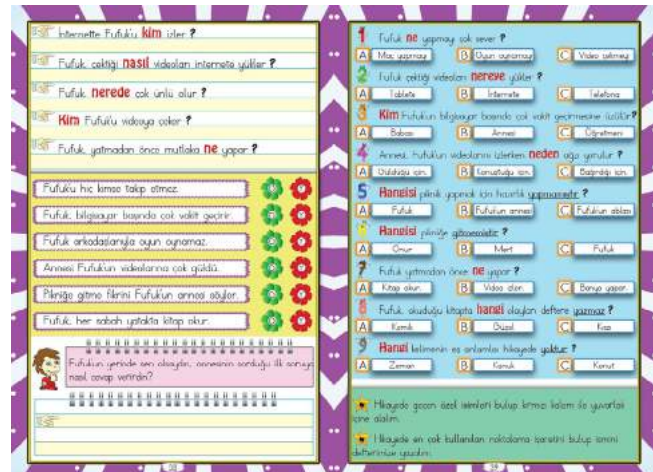 İnternette Fufuk'u kim izler ?
Fufuk, çektiği nasıl videoları internete yükler ?
Fufuk, nerede çok ünlü olur ?
Kim Fufuk'u videoya çeker ?
Fufuk, yatmadan önce mutlaka ne yapar ?
Fufuk'u hiç kimse takip etmez.
Fufuk, bilgisayar başında çok vakit geçirir.
Fufuk arkadaşlarıyla oyun oynamaz.
Annesi Fufuk'un videolarına çok güldü.
Pikniğe gitme fikrini Fufuk'un annesi söyler.
Fufuk, her sabah yatakta kitap okur.
Fufuk'un yerinde sen olsaydın, annesinin sorduğu ilk soruya
nasıl cevap verirdin?
1 Fufuk ne yapmayı çok sever ?
A Maç yapmayı B Oyun oynamayı C Video çekmeyi
2 Fufuk çektiği videoları nereye yükler ?
A Tablete B İnternete C Telefona
3 Kim Fufuk'un bilgisayar başında çok vakit geçirmesine üzülür?
A Babası B Annesi C Öğretmeni
4 Annesi, Fufuk'un videolarını izlerken neden ağzı yorulur ?
A Güldüğü için. B Konuştuğu için. C Bağırdığı için.
5 Hangisi piknik yapmak için hazırlık yapmamıştır ?
A Fufuk B Fufuk'un annesi C Fufuk'un ablası
6 Hangisi pikniğe gitmemiştir ?
A Onur B Mert C Fufuk
7 Fufuk yatmadan önce ne yapar ?
A Kitap okur. B Video izler. C Banyo yapar.
8 Fufuk, okuduğu kitapta hangi olayları deftere yazmaz ?
A Komik B Güzel C Kısa
9 Hangi kelimenin eş anlamlısı hikayede yoktur ?
A Zaman B Konuk C Konut
Hikayede geçen özel isimleri bulup kırmızı kalem ile yuvarlak
içine alalım.
Hikayede en çok kullanılan noktalama işaretini bulup ismini
defterimize yazalım.